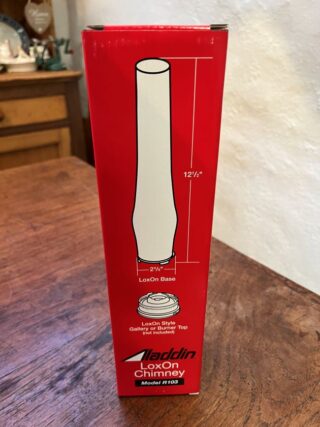 12½"
2⅝"
LoxOn Base
LoxOn Style
Gallery or Burner Top
(not included)
Aladdin
LoxOn
Chimney
Model R103